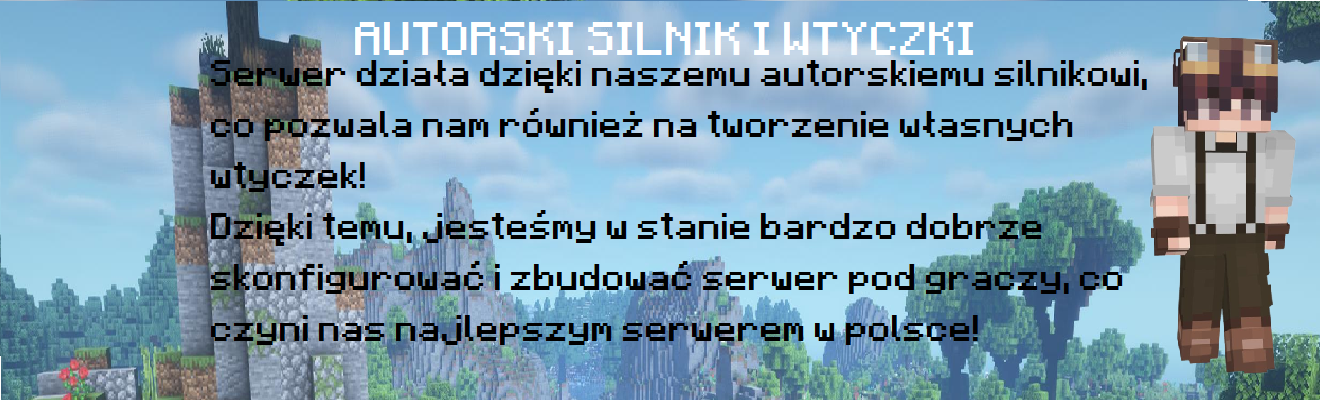 AUTORSKI SILNIK I WTYCZKI
Serwer działa dzięki naszemu autorskiemu silnikowi,
co pozwala nam również na tworzenie własnych
wtyczek!
Dzięki temu, jesteśmy w stanie bardzo dobrze
skonfigurować i zbudować serwer pod graczy, co
czyni nas najlepszym serwerem w polsce!